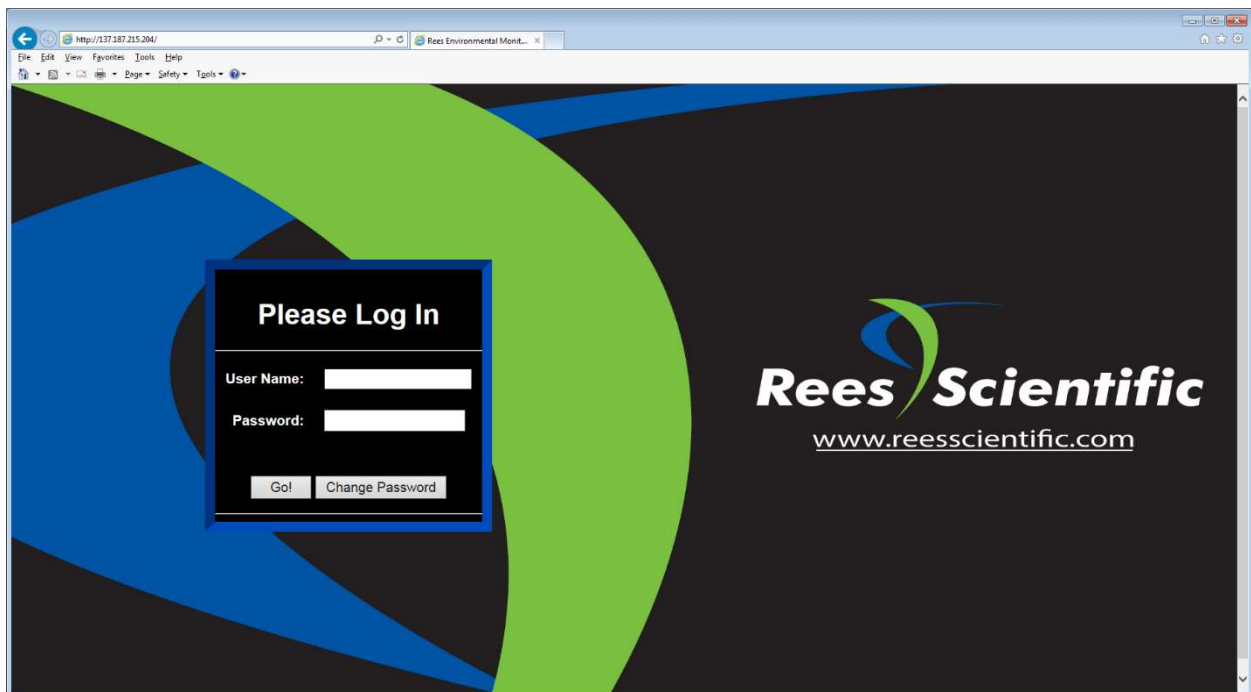 http://137.187.215.204/
Rees Environmental Monit...
File Edit View Favorites Tools Help
Page Safety Tools
Please Log In
User Name:
Password:
Go! Change Password
Rees Scientific
www.reesscientific.com